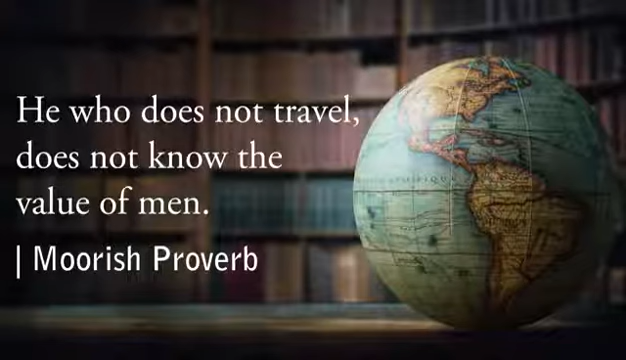 He who does not travel,
does not know the
value of men.
| Moorish Proverb